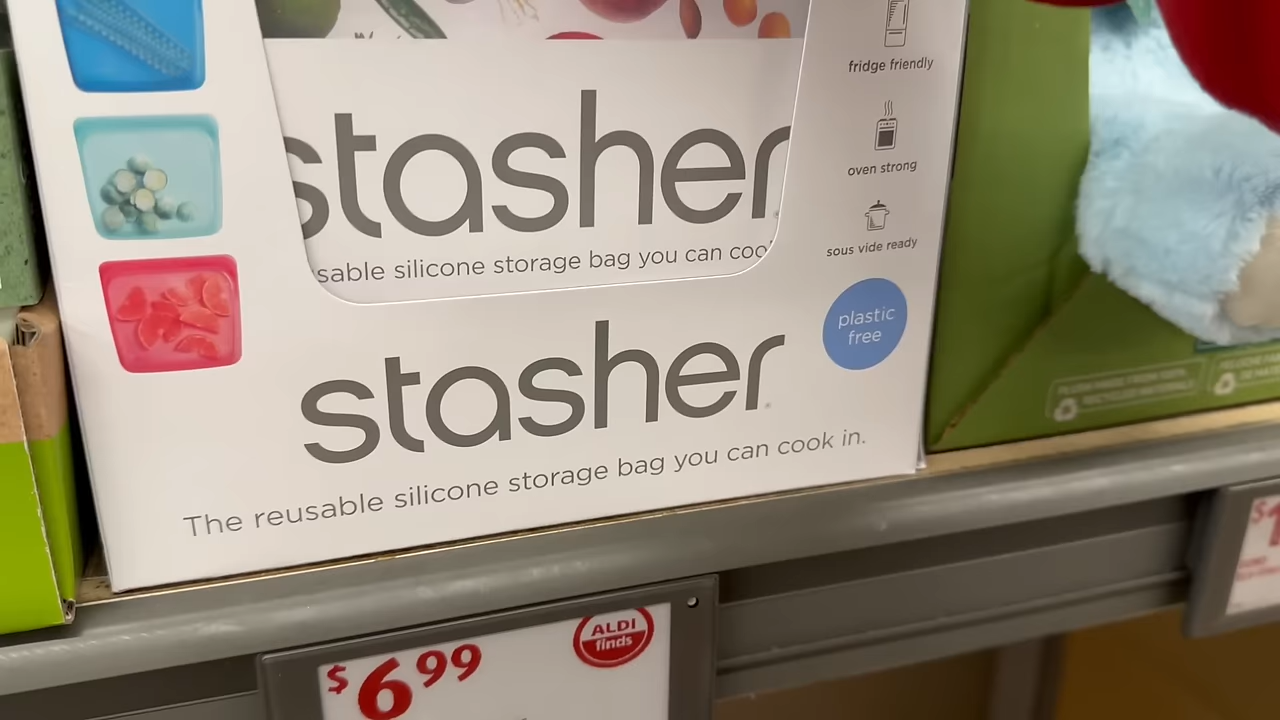 fridge friendly
stasher
oven strong
sous vide ready
sable silicone storage bag you can coo
plastic
free
stasher
The reusable silicone storage bag you can cook in.
ALDI
finds
$6.99
$